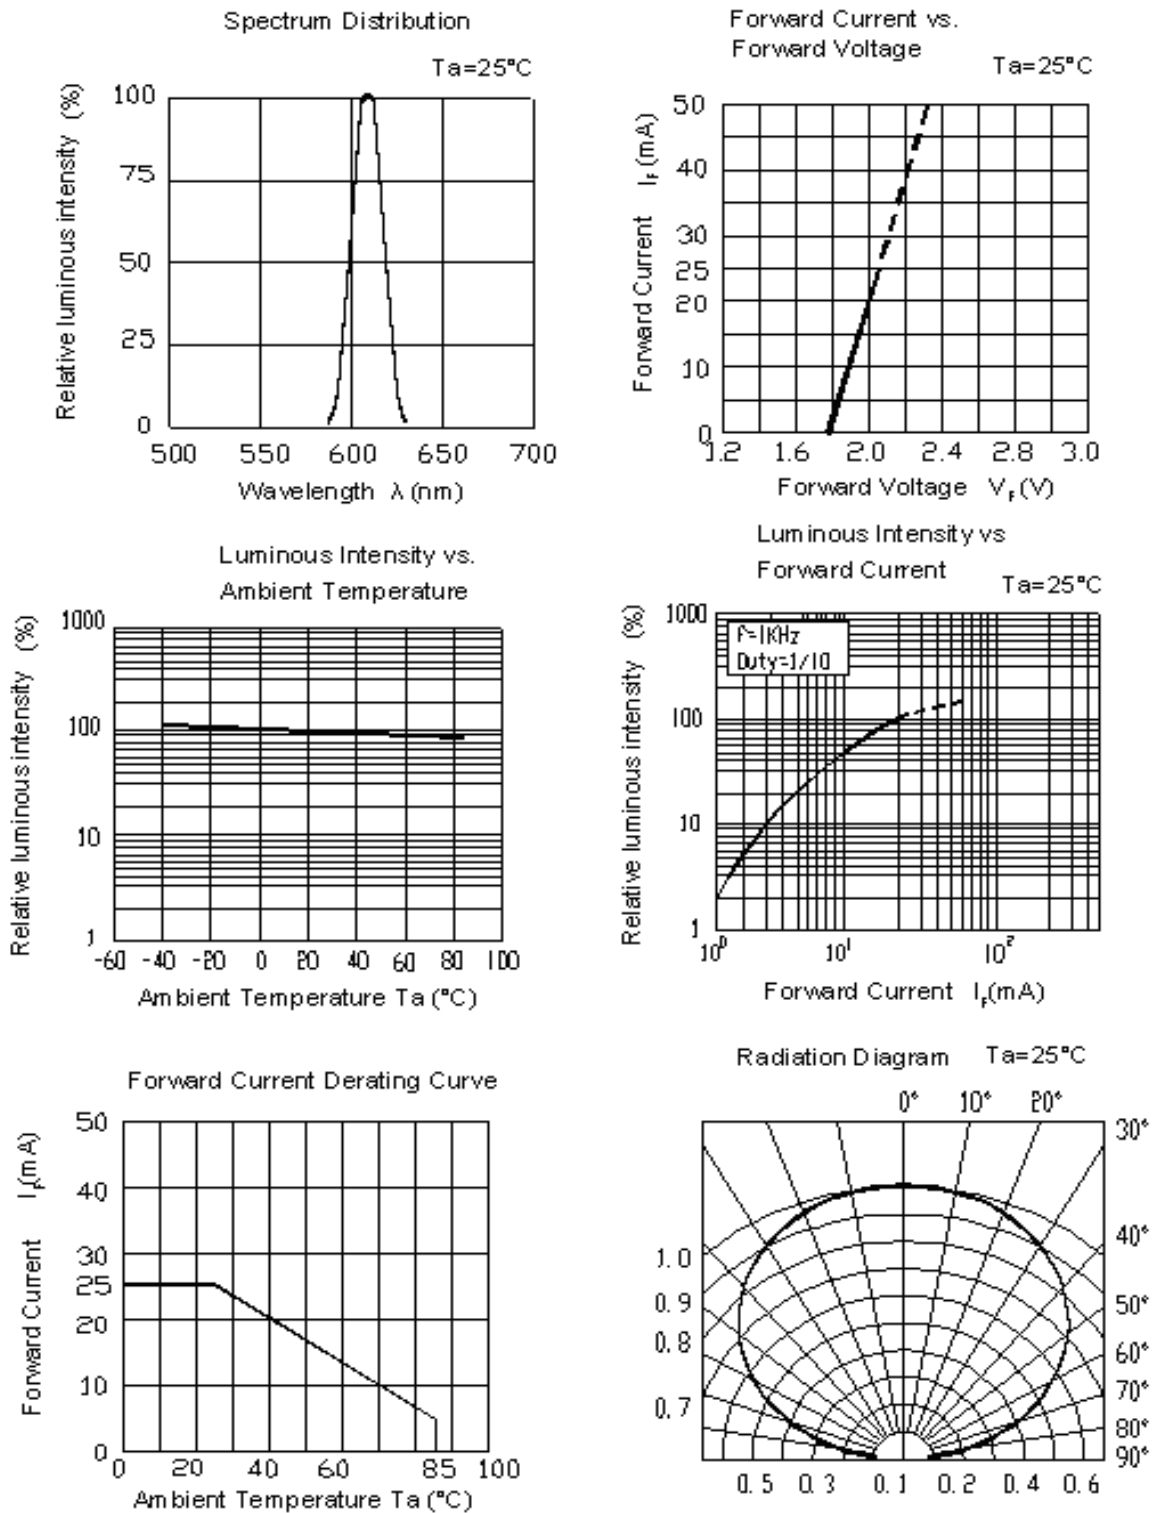 Spectrum Distribution
Ta=25°C
Relative luminous intensity (%)
100
75
50
25
0
500 550 600 650 700
Wavelength λ (nm)
Forward Current vs.
Forward Voltage
Ta=25°C
Forward Current I_F (mA)
50
40
30
25
20
10
0
1.2 1.6 2.0 2.4 2.8 3.0
Forward Voltage V_F (V)
Luminous Intensity vs.
Ambient Temperature
Relative luminous intensity (%)
1000
100
10
1
-60 -40 -20 0 20 40 60 80 100
Ambient Temperature Ta (°C)
Luminous Intensity vs
Forward Current
Ta=25°C
Relative luminous intensity (%)
1000
100
10
1
f=1KHz
Duty=1/10
10⁰ 10¹ 10²
Forward Current I_F(mA)
Forward Current Derating Curve
Forward Current I_F(mA)
50
40
30
25
20
10
0
0 20 40 60 85 100
Ambient Temperature Ta (°C)
Radiation Diagram Ta=25°C
0° 10° 20°
30°
40°
50°
60°
70°
80°
90°
1.0
0.9
0.8
0.7
0.5 0.3 0.1 0.2 0.4 0.6